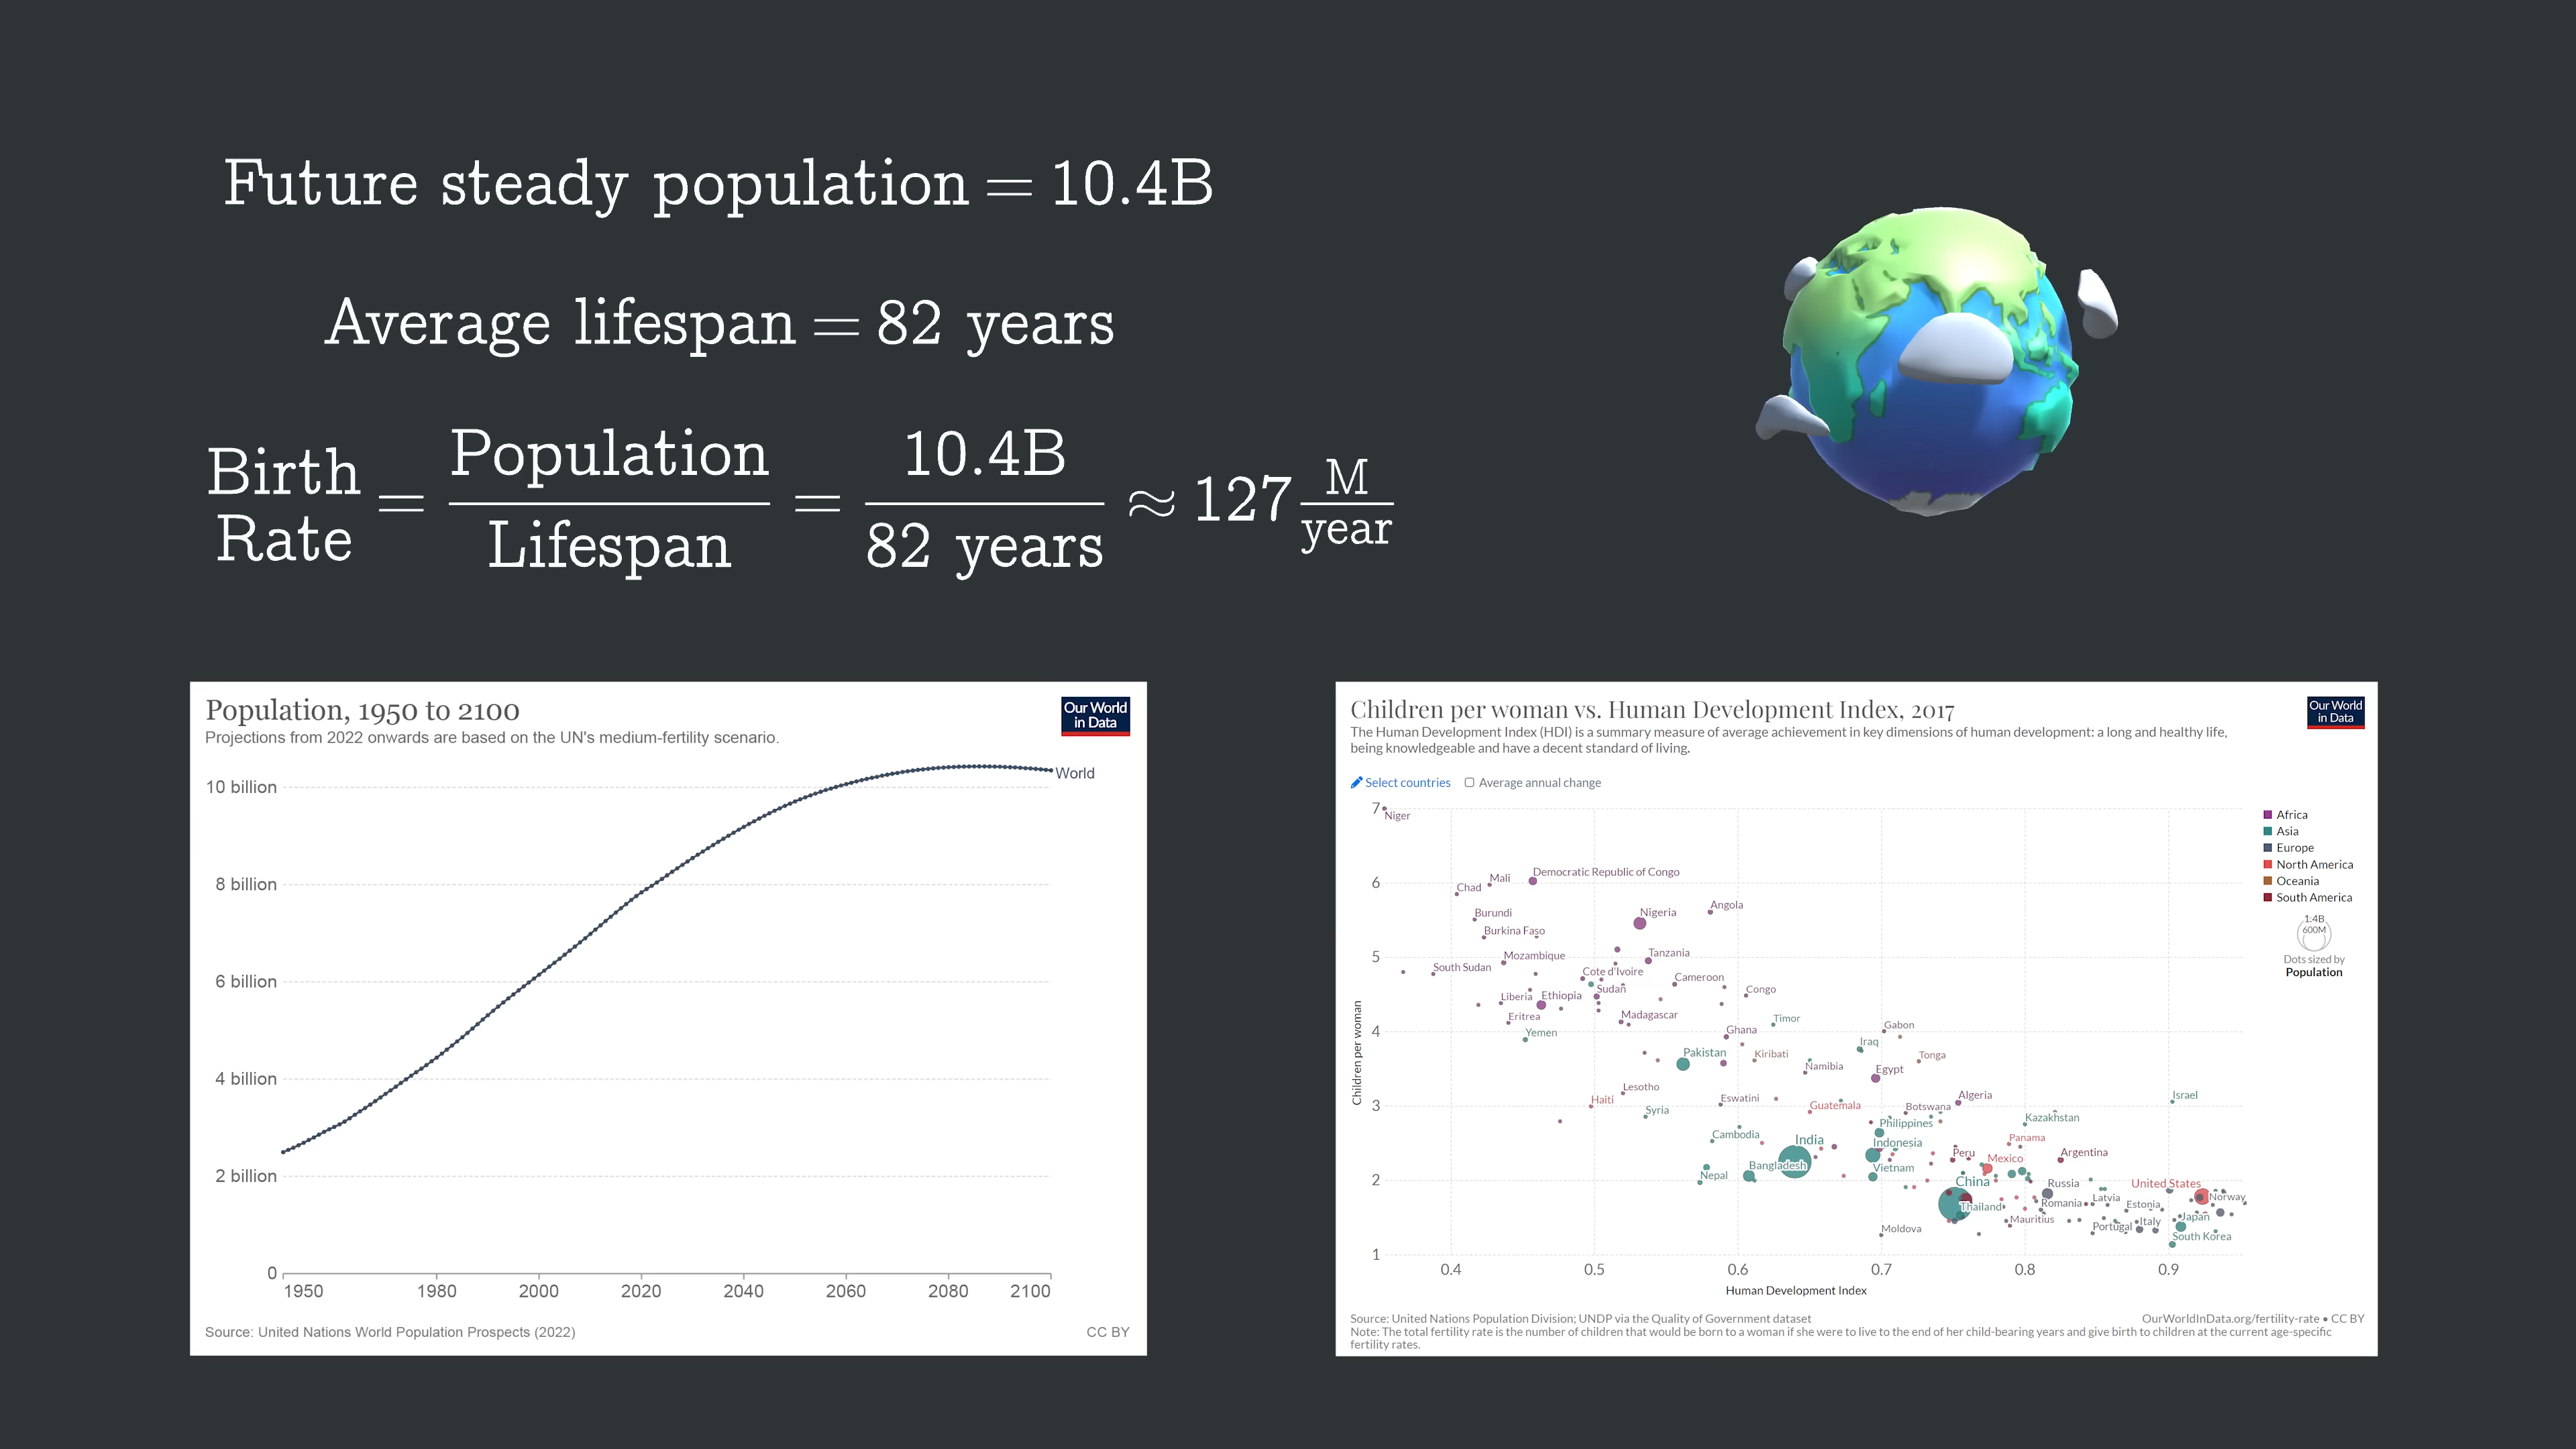 Future steady population = 10.4B
Average lifespan = 82 years
Birth Rate = Population / Lifespan = 10.4B / 82 years ≈ 127 M / year
Population, 1950 to 2100
Our World
in Data
Projections from 2022 onwards are based on the UN's medium-fertility scenario.
World
10 billion
8 billion
6 billion
4 billion
2 billion
0
1950 1980 2000 2020 2040 2060 2080 2100
Source: United Nations World Population Prospects (2022) CC BY
Children per woman vs. Human Development Index, 2017
Our World
in Data
The Human Development Index (HDI) is a summary measure of average achievement in key dimensions of human development: a long and healthy life,
being knowledgeable and have a decent standard of living.
Select countries Average annual change
7
Niger
Democratic Republic of Congo
Mali
6
Chad
Angola
Burundi
Nigeria
Burkina Faso
Mozambique
Tanzania
5
South Sudan
Cote d'Ivoire
Cameroon
Sudan
Congo
Liberia
Ethiopia
Eritrea
Madagascar
Timor
Gabon
4
Yemen
Ghana
Iraq
Pakistan
Kiribati
Tonga
Namibia
Egypt
Lesotho
Algeria
Israel
3
Haiti
Eswatini
Guatemala
Botswana
Syria
Kazakhstan
Philippines
Cambodia
India
Indonesia
Panama
Peru
Mexico
Argentina
Bangladesh
Vietnam
Nepal
2
China
Russia
United States
Norway
Thailand
Romania
Latvia
Estonia
Mauritius
Portugal
Italy
Japan
Moldova
South Korea
1
Children per woman
0.4 0.5 0.6 0.7 0.8 0.9
Human Development Index
Africa
Asia
Europe
North America
Oceania
South America
1:4B
600M
Dots sized by
Population
Source: United Nations Population Division; UNDP via the Quality of Government dataset OurWorldInData.org/fertility-rate • CC BY
Note: The total fertility rate is the number of children that would be born to a woman if she were to live to the end of her child-bearing years and give birth to children at the current age-specific
fertility rates.